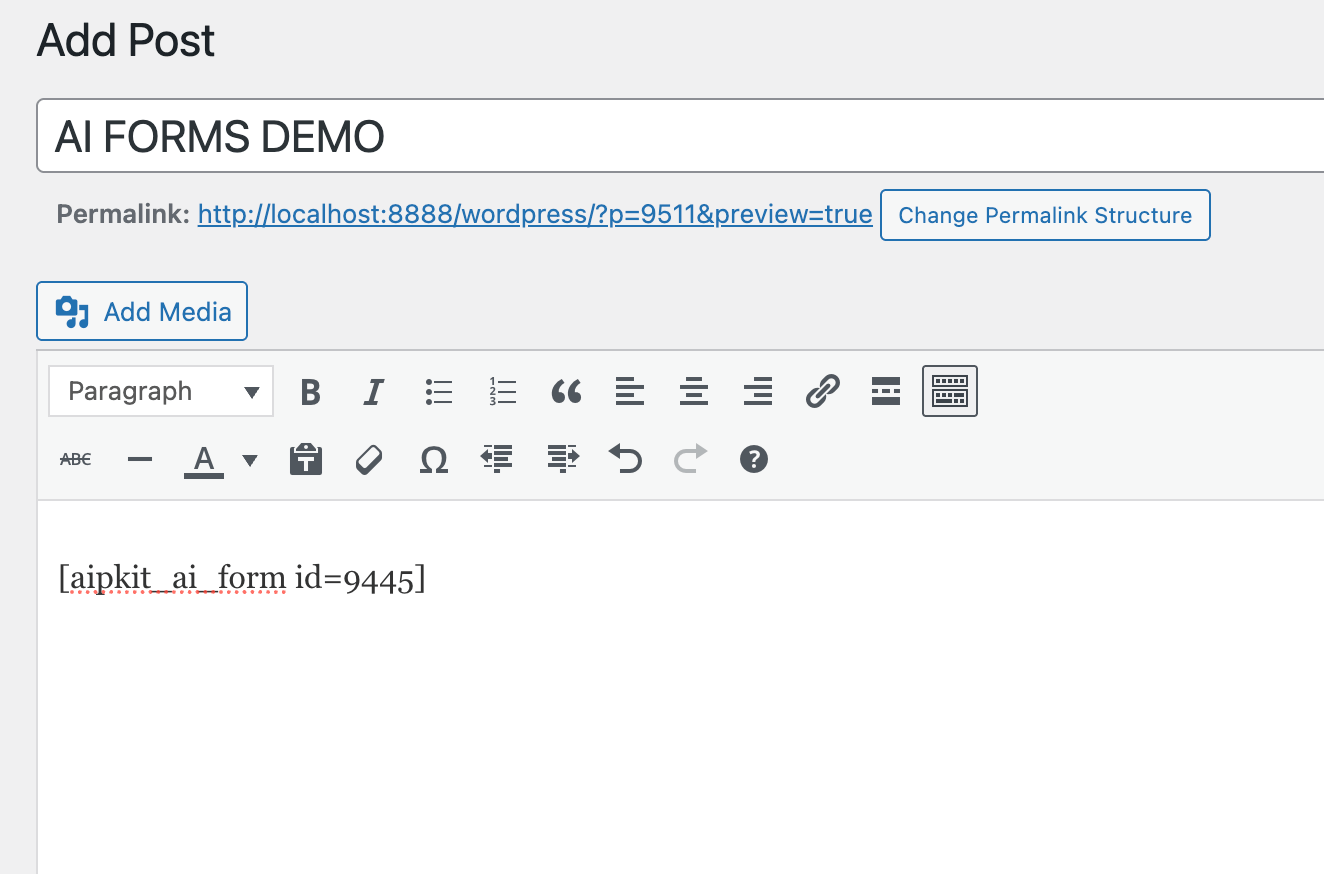 Add Post
AI FORMS DEMO
Permalink: http://localhost:8888/wordpress/?p=9511&preview=true Change Permalink Structure
Add Media
Paragraph
ABC A
[aipkit_ai_form id=9445]